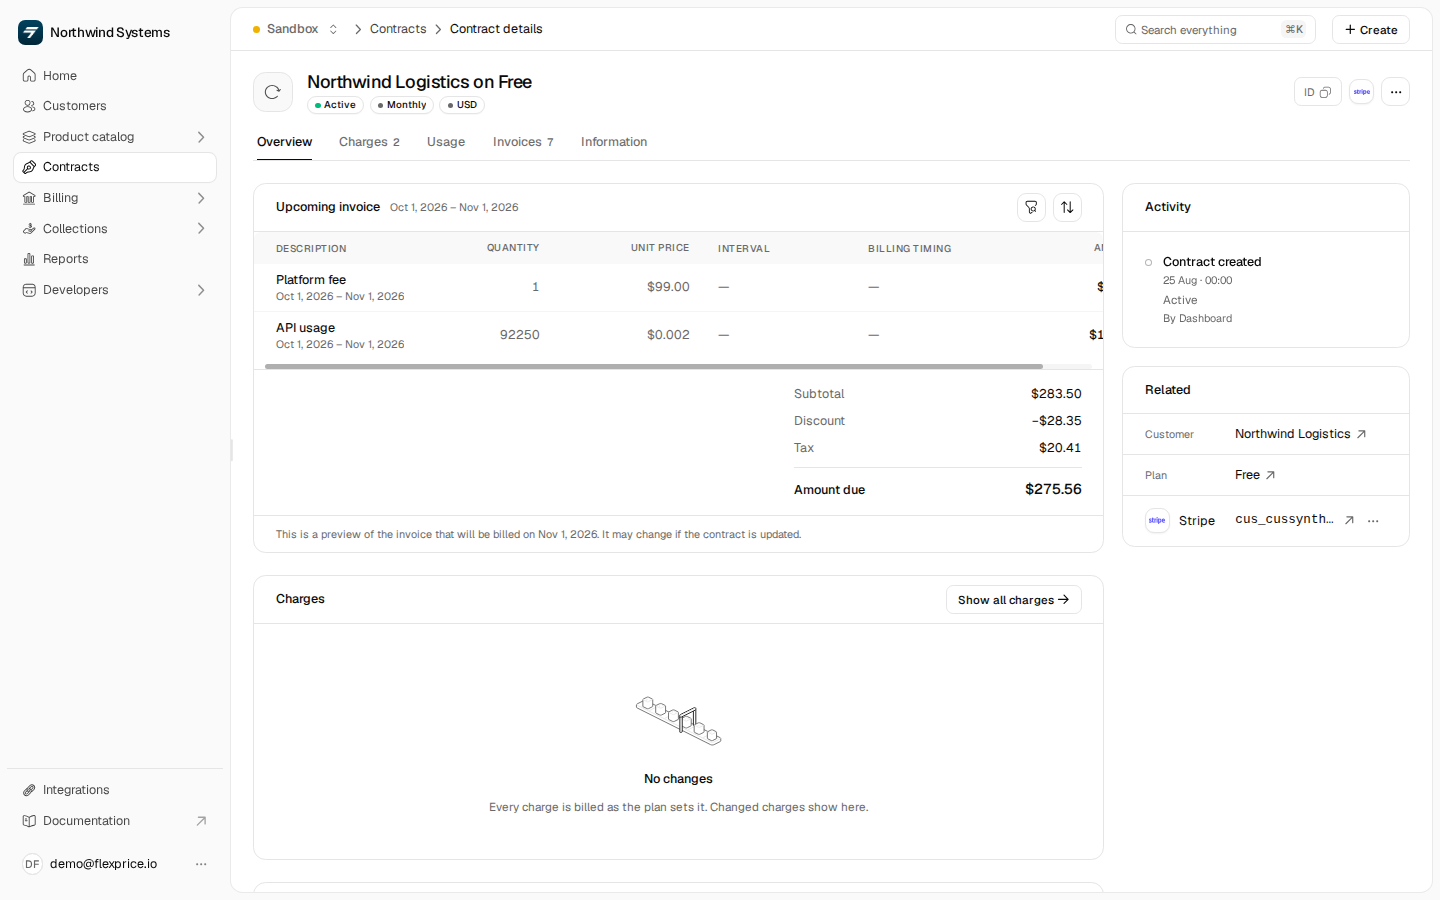 Northwind Systems
Home
Customers
Product catalog
Contracts
Billing
Collections
Reports
Developers
Integrations
Documentation
DF demo@flexprice.io
Sandbox Contracts Contract details
Search everything ⌘K
Create
Northwind Logistics on Free
Active Monthly USD
ID stripe
Overview Charges 2 Usage Invoices 7 Information
Upcoming invoice Oct 1, 2026 – Nov 1, 2026
DESCRIPTION QUANTITY UNIT PRICE INTERVAL BILLING TIMING
Platform fee 1 $99.00 — —
Oct 1, 2026 – Nov 1, 2026
API usage 92250 $0.002 — —
Oct 1, 2026 – Nov 1, 2026
Subtotal $283.50
Discount −$28.35
Tax $20.41
Amount due $275.56
This is a preview of the invoice that will be billed on Nov 1, 2026. It may change if the contract is updated.
Charges
Show all charges
No changes
Every charge is billed as the plan sets it. Changed charges show here.
Activity
Contract created
25 Aug · 00:00
Active
By Dashboard
Related
Customer Northwind Logistics
Plan Free
stripe Stripe cus_cussynth…